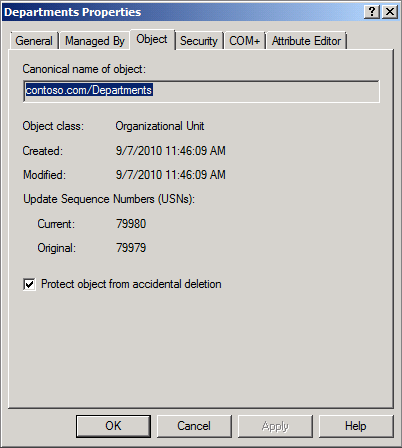 Departments Properties
General Managed By Object Security COM+ Attribute Editor
Canonical name of object:
contoso.com/Departments
Object class: Organizational Unit
Created: 9/7/2010 11:46:09 AM
Modified: 9/7/2010 11:46:09 AM
Update Sequence Numbers (USNs):
Current: 79980
Original: 79979
Protect object from accidental deletion
OK Cancel Apply Help